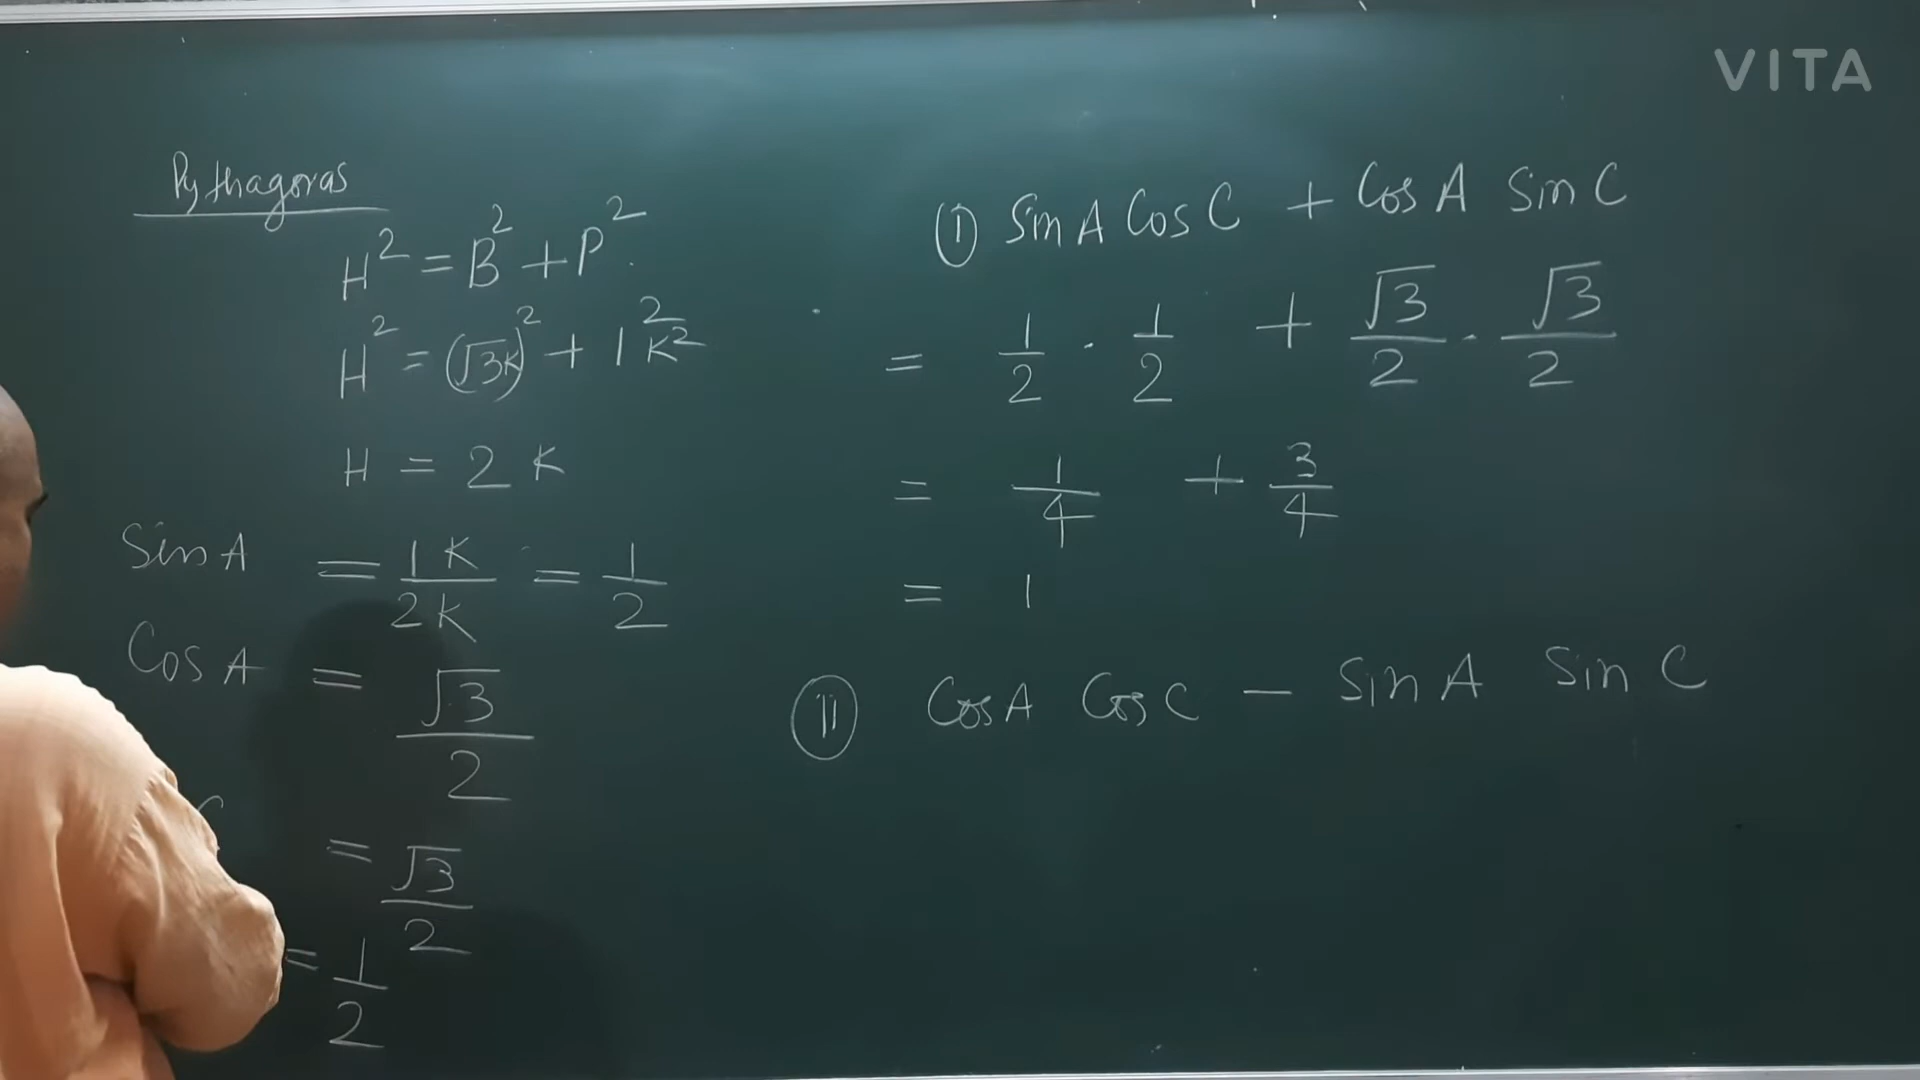 VITA
Pythagoras
H² = B² + P²
H² = (√3K)² + 1²K²
H = 2K
Sin A = 1K/2K = 1/2
Cos A = √3/2
C = √3/2
= 1/2
(I) Sin A Cos C + Cos A Sin C
= 1/2 · 1/2 + √3/2 · √3/2
= 1/4 + 3/4
= 1
(II) Cos A Cos C − Sin A Sin C